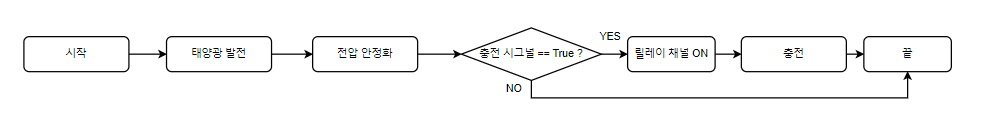 시작
태양광 발전
전압 안정화
충전 시그널 == True ?
YES
릴레이 채널 ON
충전
끝
NO